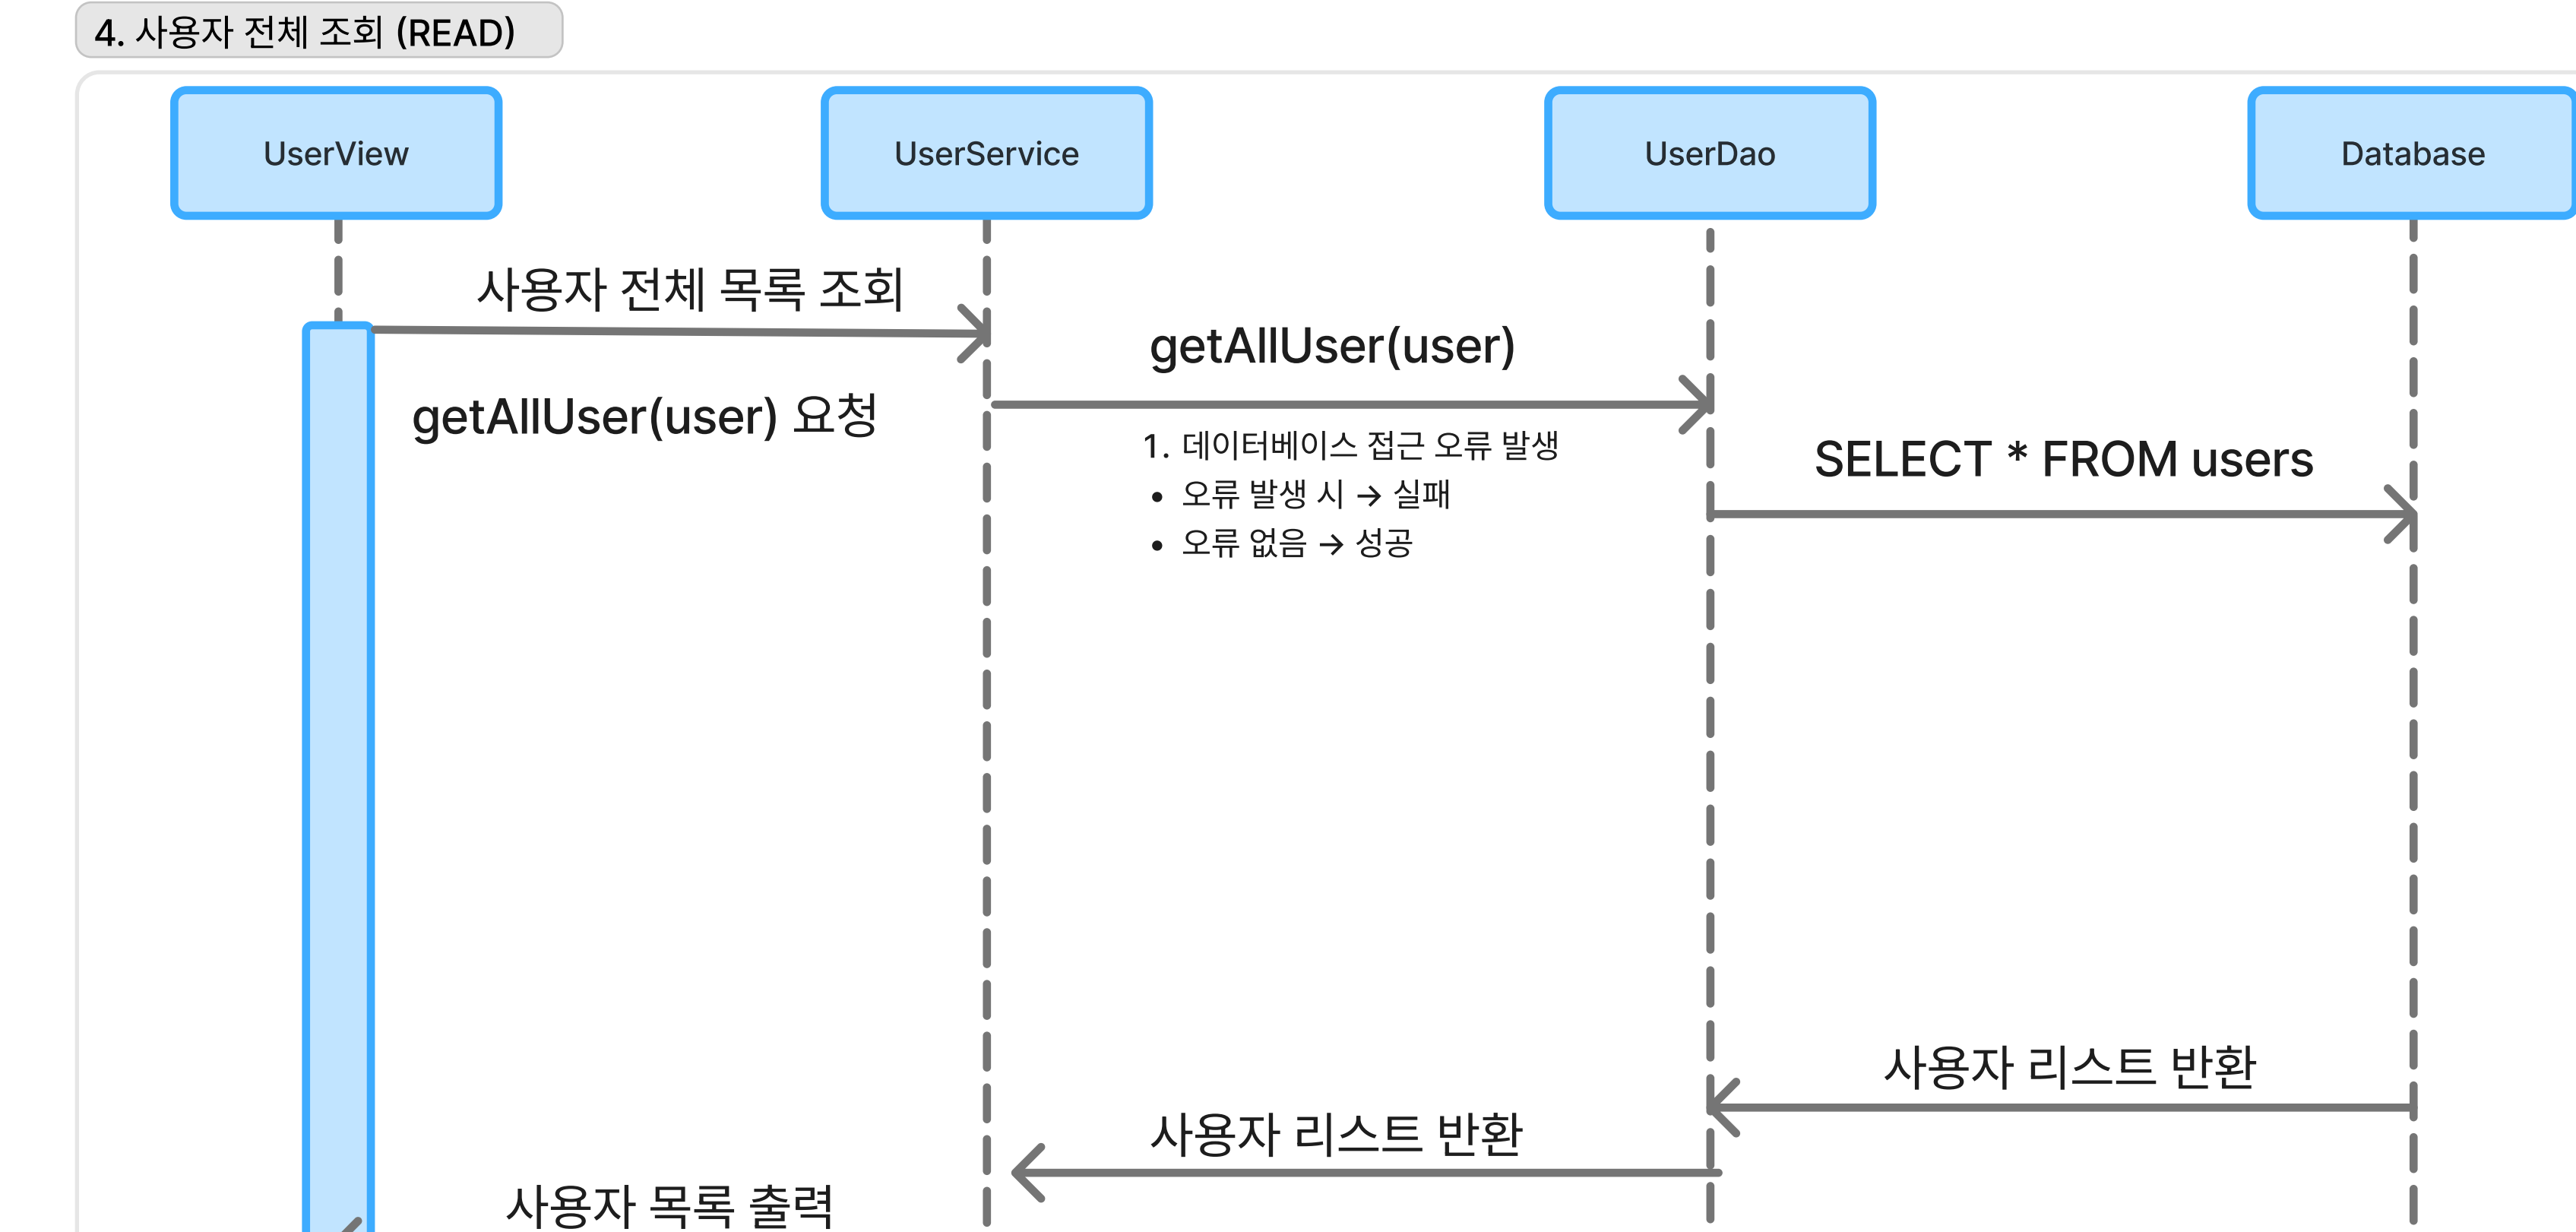 4. 사용자 전체 조회 (READ)
UserView
UserService
UserDao
Database
사용자 전체 목록 조회
getAllUser(user) 요청
getAllUser(user)
1. 데이터베이스 접근 오류 발생
• 오류 발생 시 → 실패
• 오류 없음 → 성공
SELECT * FROM users
사용자 리스트 반환
사용자 리스트 반환
사용자 목록 출력